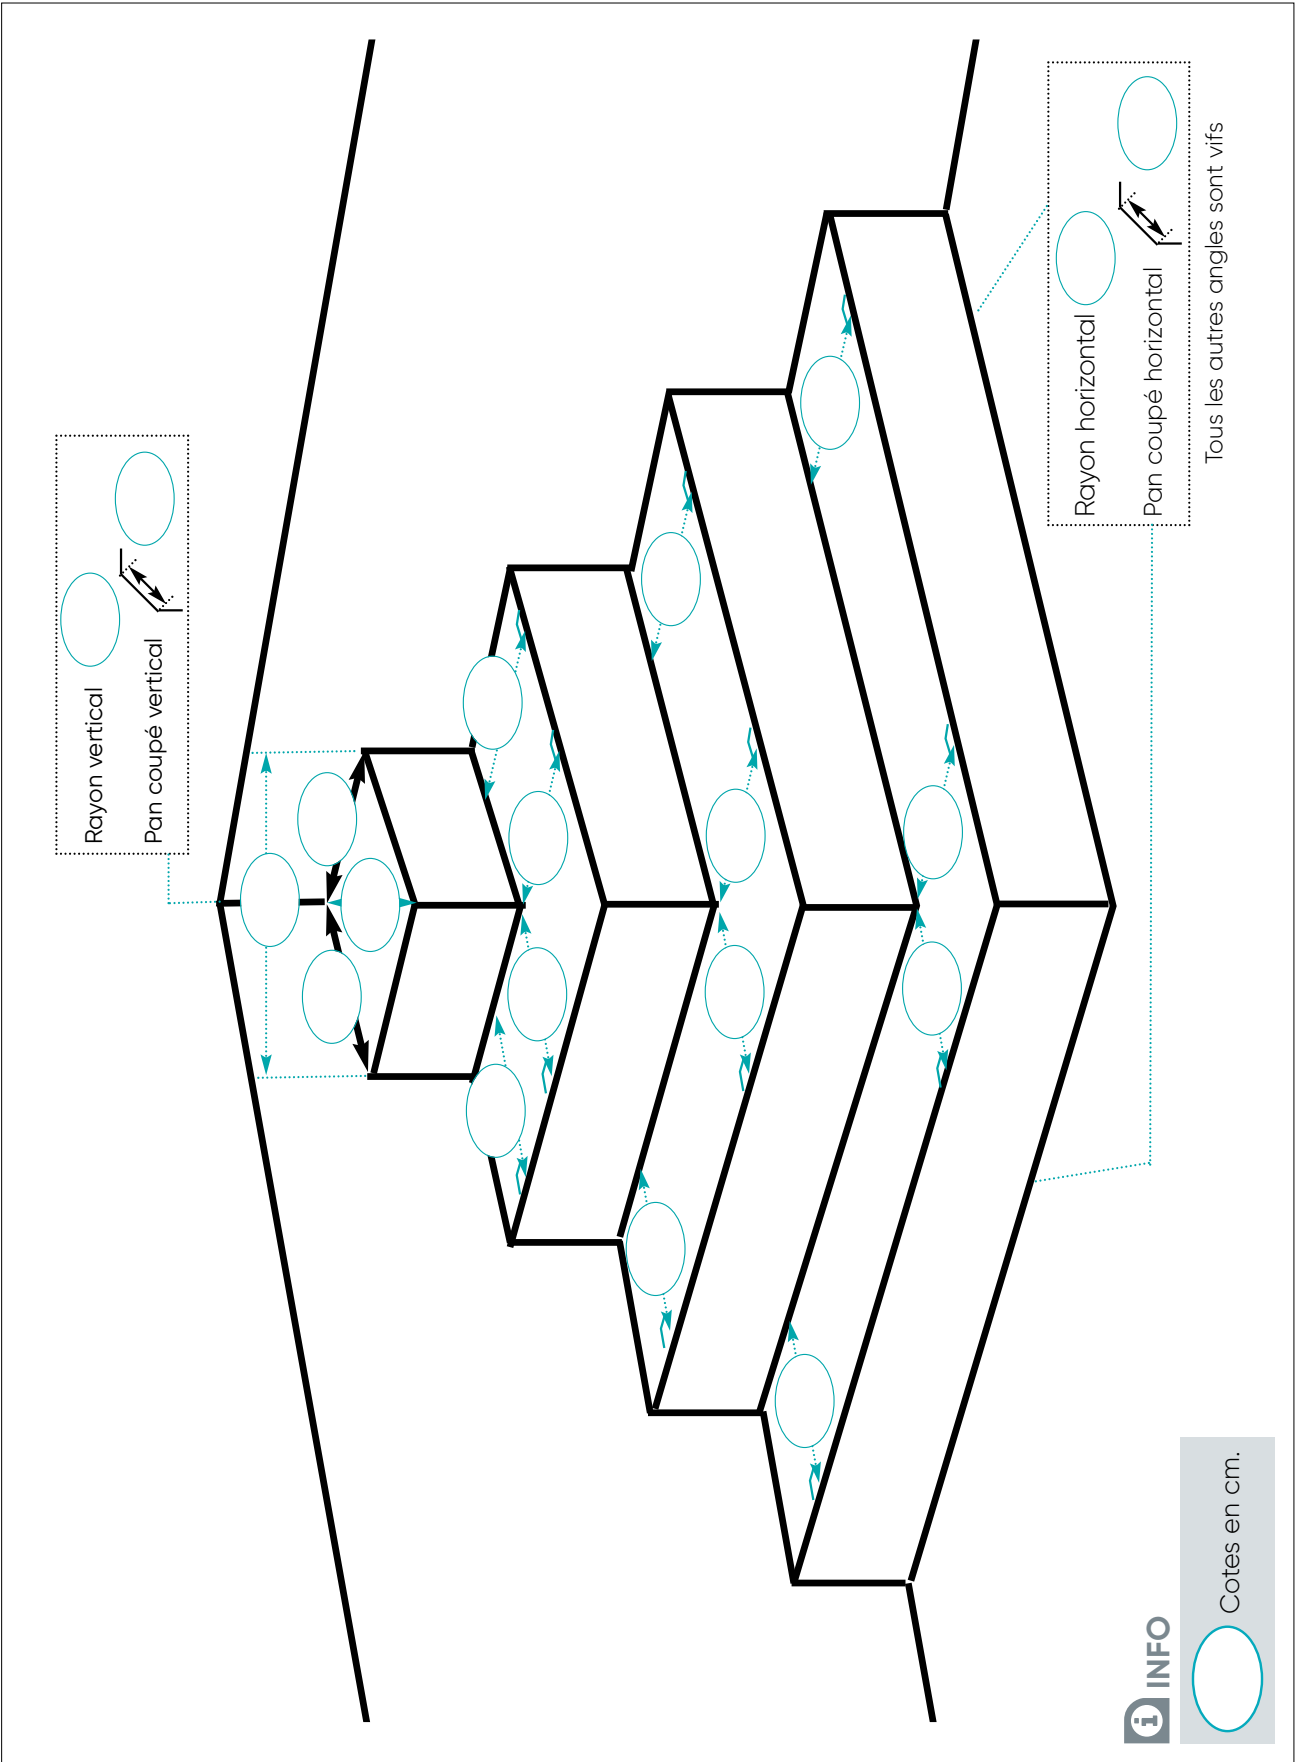 Rayon vertical
Pan coupé vertical
Rayon horizontal
Pan coupé horizontal
Tous les autres angles sont vifs
i INFO
Cotes en cm.